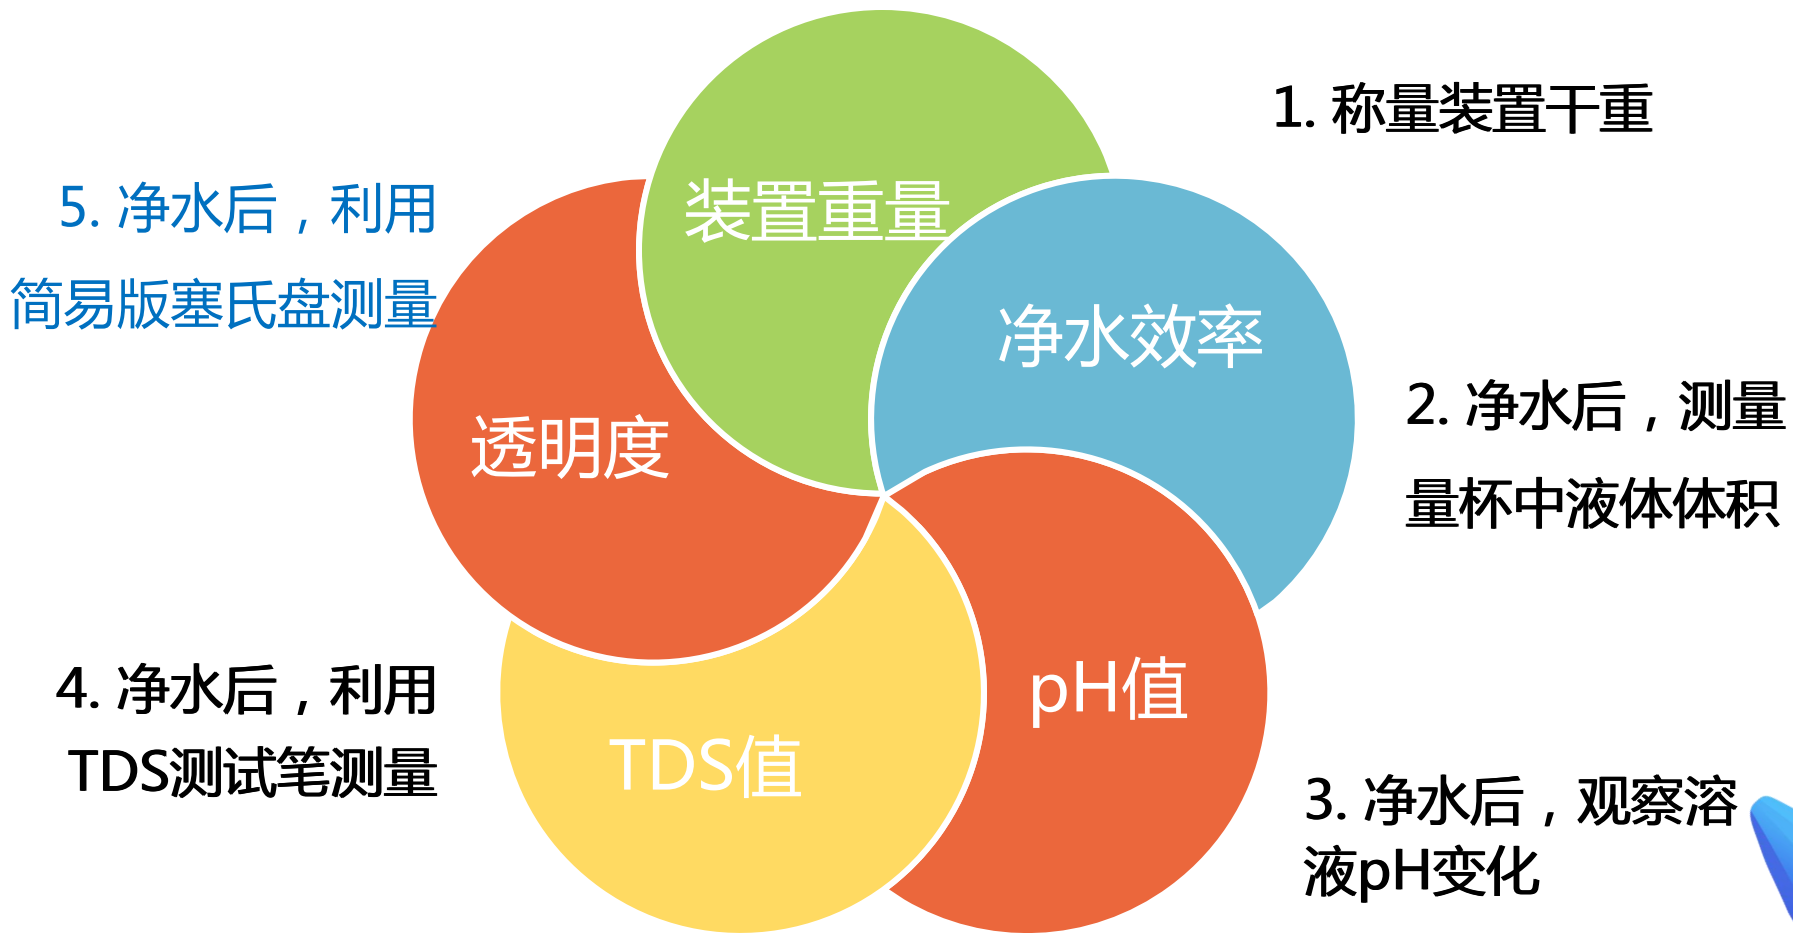 装置重量
1. 称量装置干重
净水效率
2. 净水后，测量
量杯中液体体积
pH值
3. 净水后，观察溶
液pH变化
TDS值
4. 净水后，利用
TDS测试笔测量
透明度
5. 净水后，利用
简易版塞氏盘测量